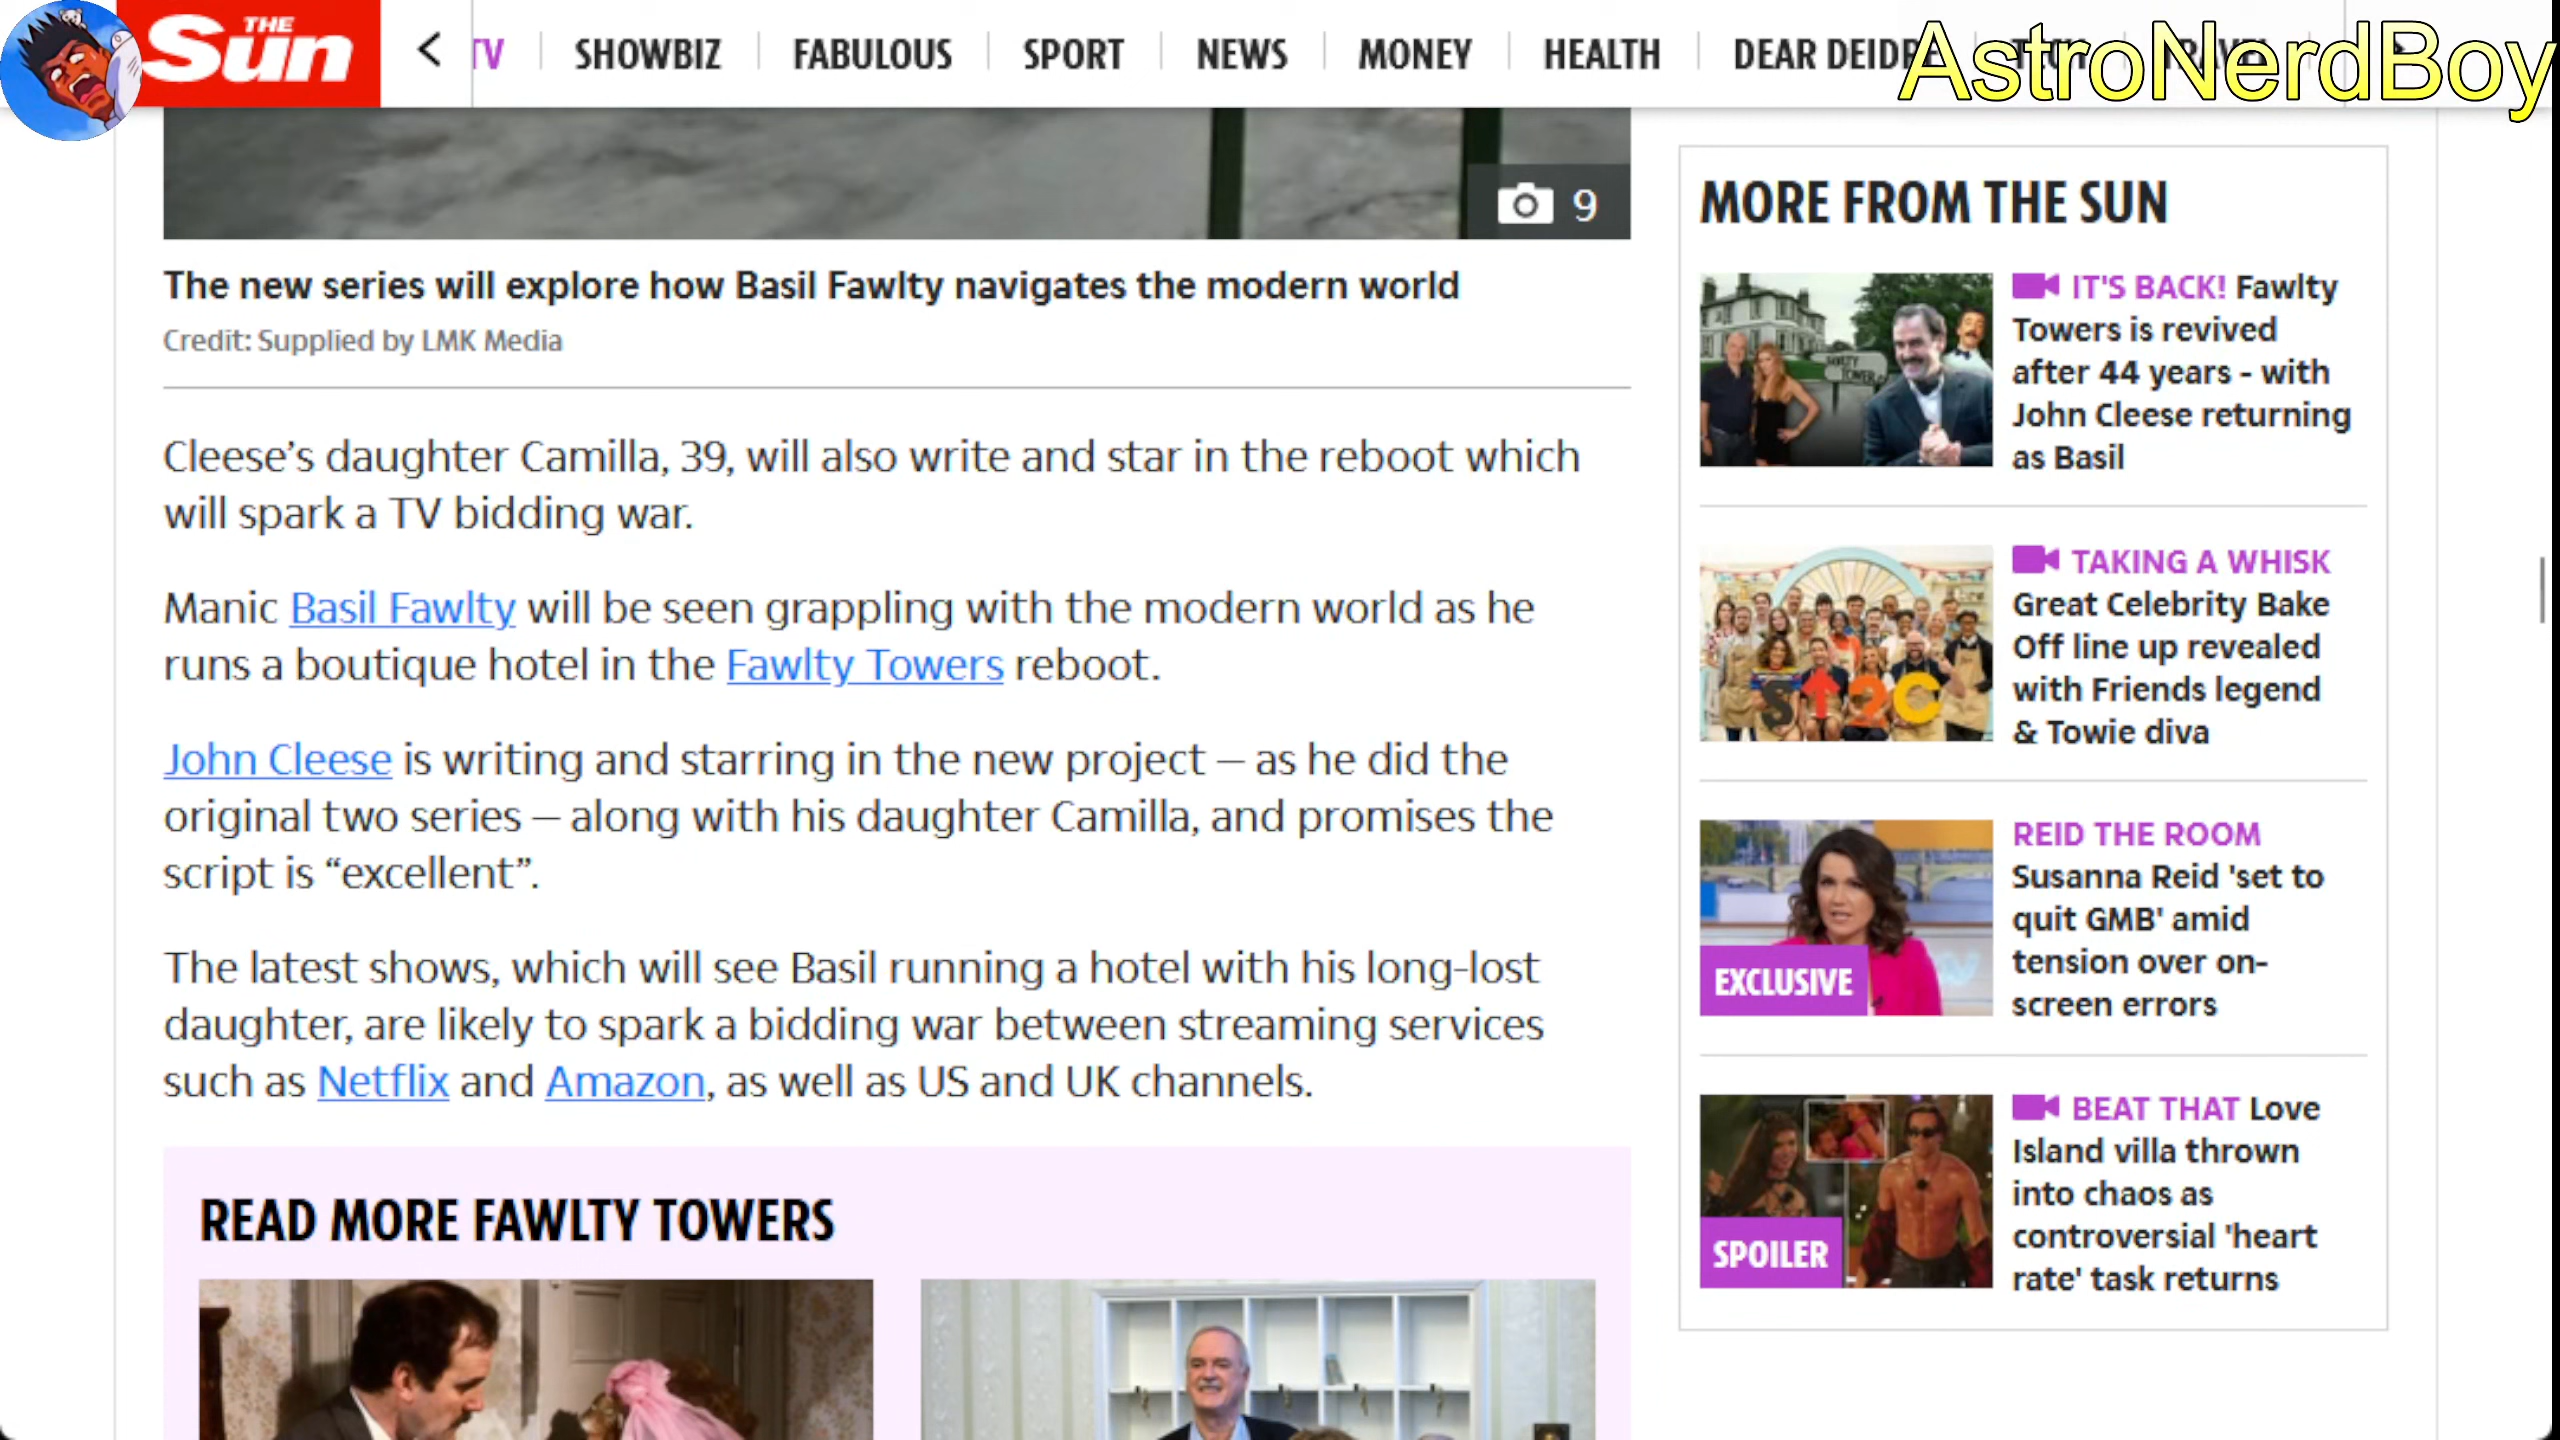 THE Sun
TV SHOWBIZ FABULOUS SPORT NEWS MONEY HEALTH DEAR DEIDRE TECH TRAVEL
AstroNerdBoy
9
The new series will explore how Basil Fawlty navigates the modern world
Credit: Supplied by LMK Media
Cleese’s daughter Camilla, 39, will also write and star in the reboot which
will spark a TV bidding war.
Manic Basil Fawlty will be seen grappling with the modern world as he
runs a boutique hotel in the Fawlty Towers reboot.
John Cleese is writing and starring in the new project – as he did the
original two series – along with his daughter Camilla, and promises the
script is “excellent”.
The latest shows, which will see Basil running a hotel with his long-lost
daughter, are likely to spark a bidding war between streaming services
such as Netflix and Amazon, as well as US and UK channels.
READ MORE FAWLTY TOWERS
MORE FROM THE SUN
FAWLTY
TOWERS
IT'S BACK! Fawlty
Towers is revived
after 44 years - with
John Cleese returning
as Basil
ST2C
TAKING A WHISK
Great Celebrity Bake
Off line up revealed
with Friends legend
& Towie diva
EXCLUSIVE
REID THE ROOM
Susanna Reid 'set to
quit GMB' amid
tension over on-
screen errors
SPOILER
BEAT THAT Love
Island villa thrown
into chaos as
controversial 'heart
rate' task returns